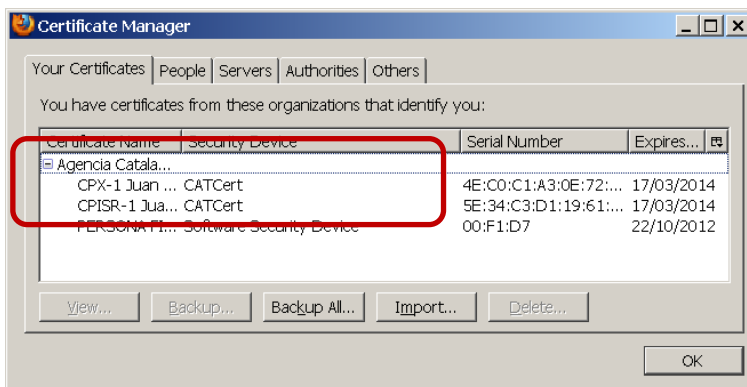 Certificate Manager
Your Certificates People Servers Authorities Others
You have certificates from these organizations that identify you:
Certificate Name Security Device Serial Number Expires...
Agencia Catala...
CPX-1 Juan ... CATCert 4E:C0:C1:A3:0E:72:... 17/03/2014
CPISR-1 Jua... CATCert 5E:34:C3:D1:19:61:... 17/03/2014
PERSONA FI... Software Security Device 00:F1:D7 22/10/2012
View... Backup... Backup All... Import... Delete...
OK